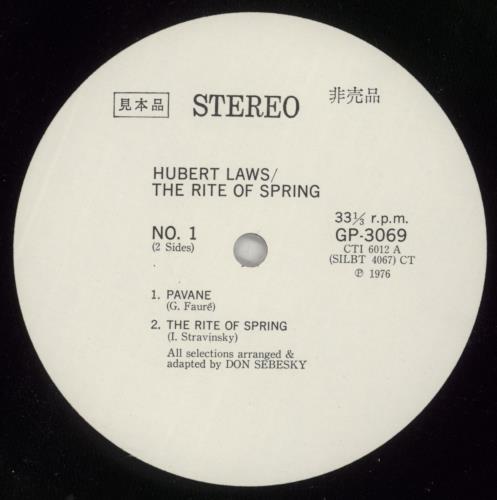 見本品 STEREO 非売品
HUBERT LAWS/
THE RITE OF SPRING
NO. 1
(2 Sides)
33⅓ r.p.m.
GP-3069
CTI 6012 A
(SILBT 4067) CT
℗ 1976
1. PAVANE
(G. Fauré)
2. THE RITE OF SPRING
(I. Stravinsky)
All selections arranged &
adapted by DON SEBESKY